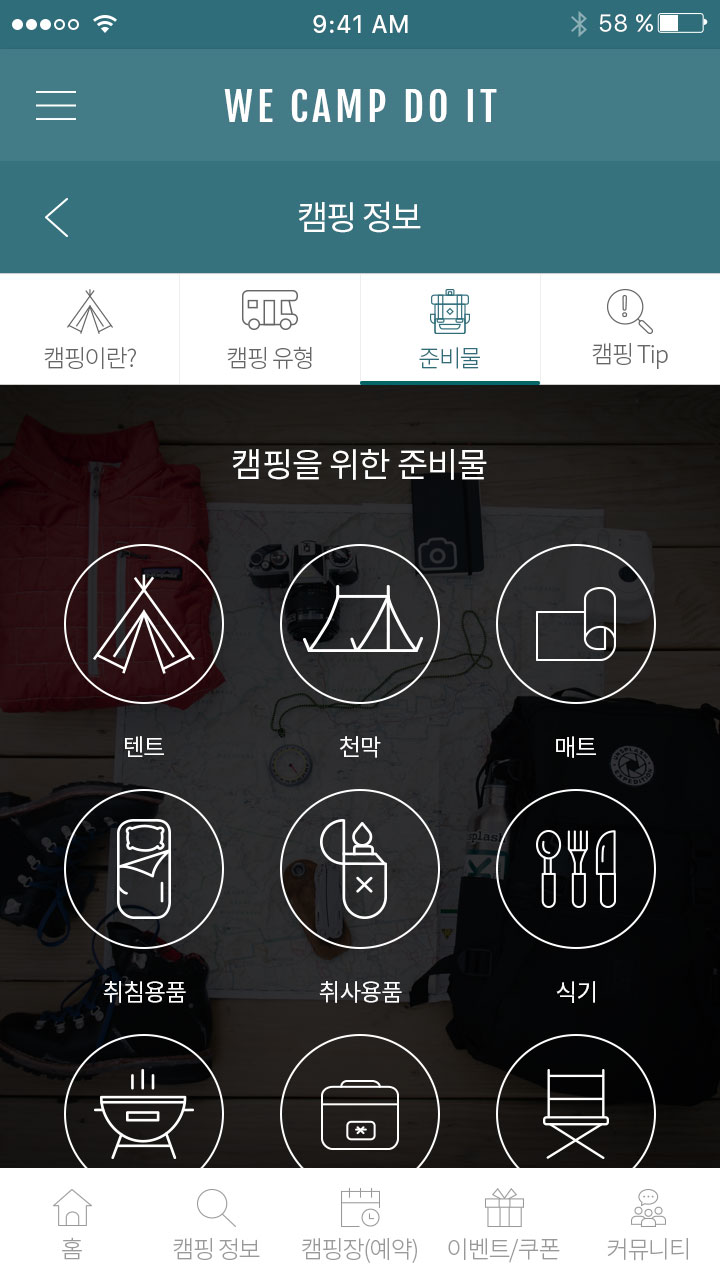 9:41 AM 58 %
WE CAMP DO IT
캠핑 정보
캠핑이란? 캠핑 유형 준비물 캠핑 Tip
캠핑을 위한 준비물
텐트 천막 매트
splash
취침용품 취사용품 식기
홈 캠핑 정보 캠핑장(예약) 이벤트/쿠폰 커뮤니티